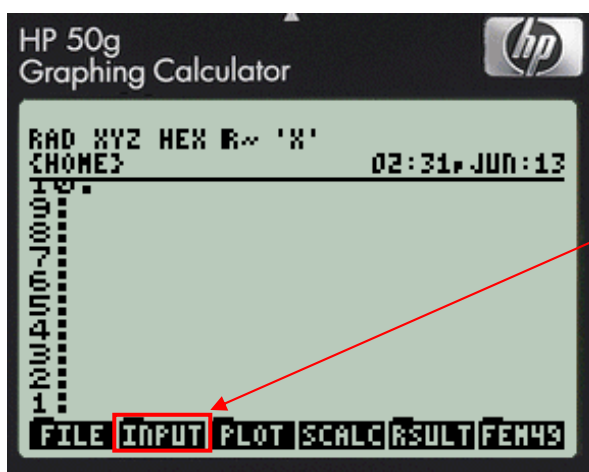 HP 50g
Graphing Calculator
hp
RAD XYZ HEX R~ 'X'
{HOME} 02:31,JUN:13
10:
9:
8:
7:
6:
5:
4:
3:
2:
1:
FILE INPUT PLOT SCALC RSULT FEM49